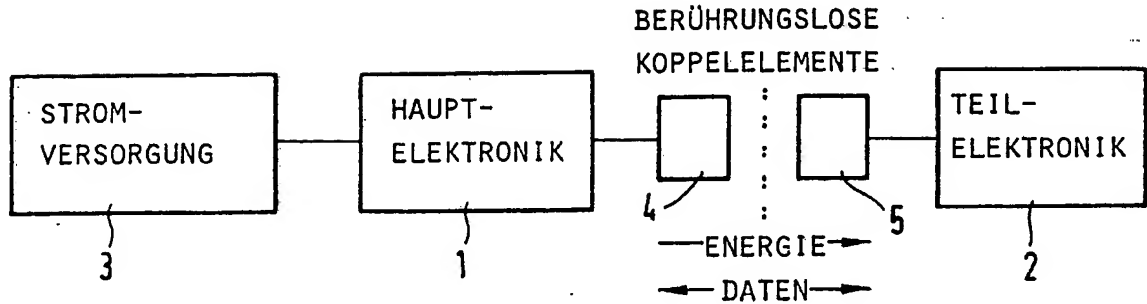 BERÜHRUNGSLOSE
KOPPELELEMENTE
STROM-
VERSORGUNG
HAUPT-
ELEKTRONIK
TEIL-
ELEKTRONIK
4
5
3
1
2
ENERGIE
DATEN